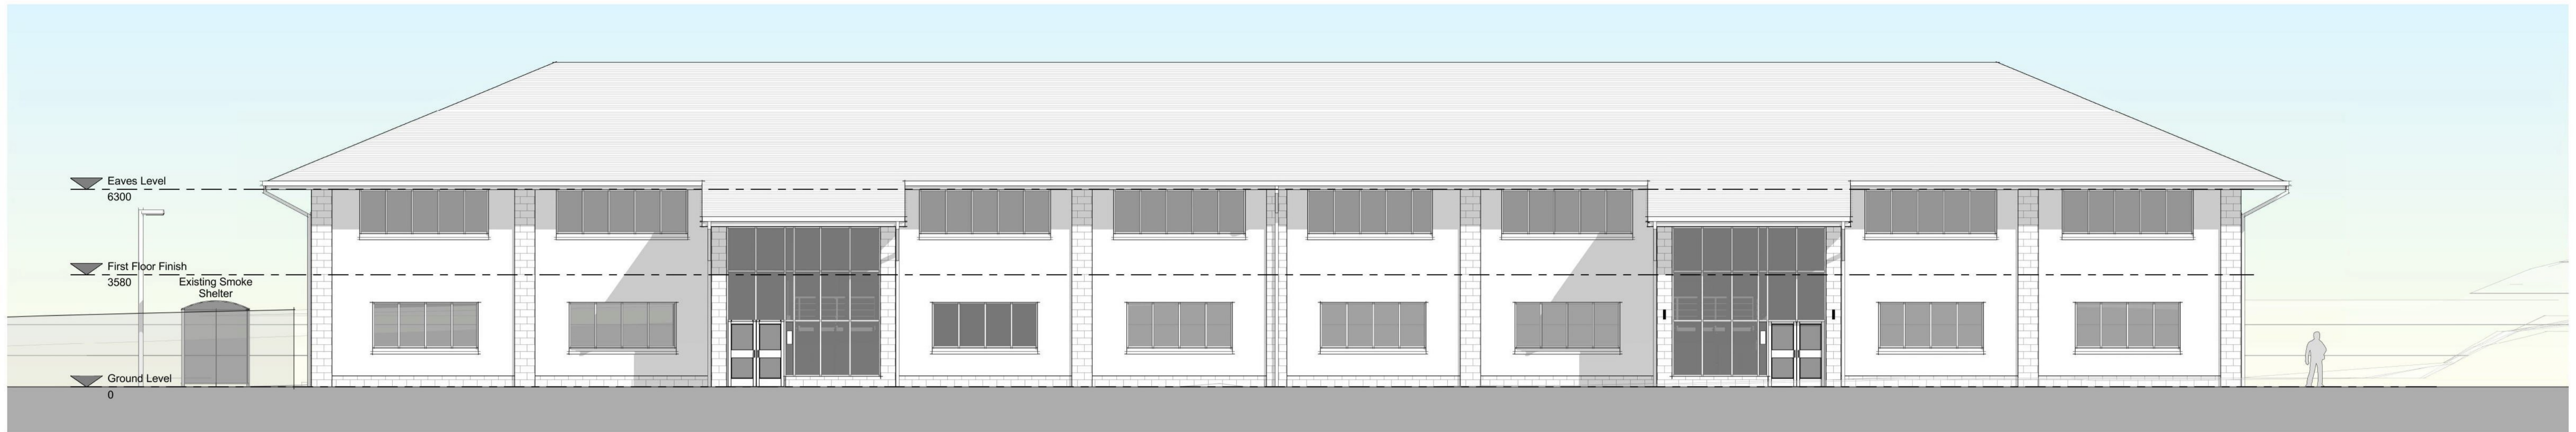 Eaves Level
6300
First Floor Finish
3580
Existing Smoke
Shelter
Ground Level
0